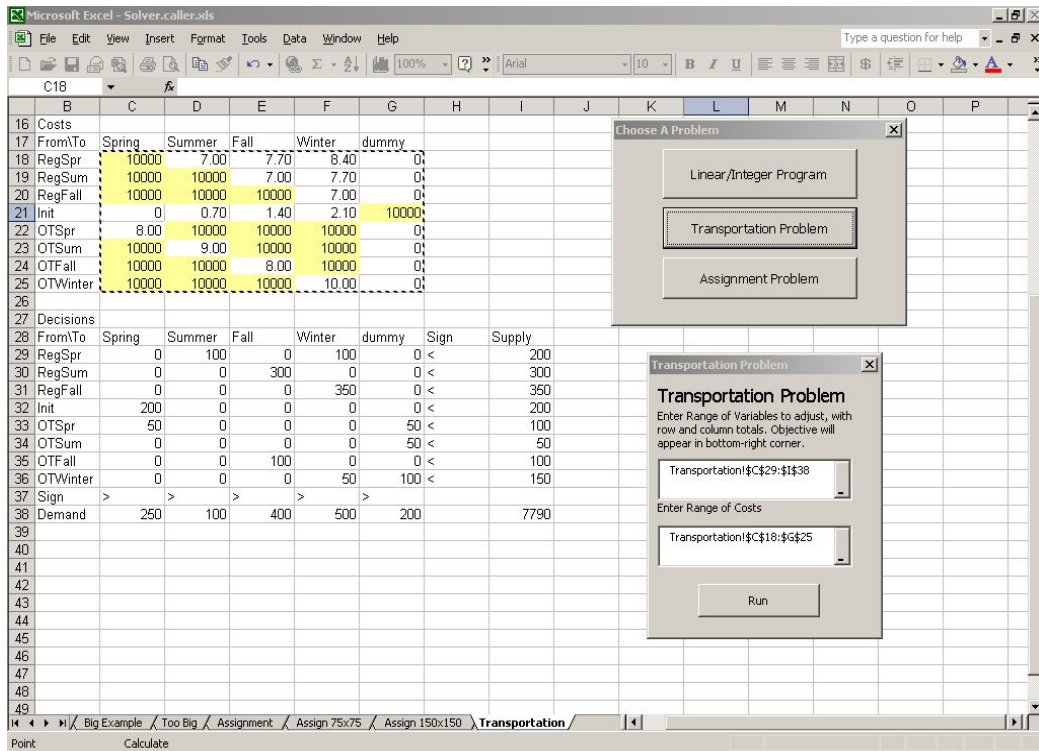 Microsoft Excel - Solver.caller.xls
File Edit View Insert Format Tools Data Window Help Type a question for help
100% Arial 10 B I U $
C18 fx
B C D E F G H I J K L M N O P
16 Costs
17 From\To Spring Summer Fall Winter dummy
18 RegSpr 10000 7.00 7.70 8.40 0
19 RegSum 10000 10000 7.00 7.70 0
20 RegFall 10000 10000 10000 7.00 0
21 Init 0 0.70 1.40 2.10 10000
22 OTSpr 8.00 10000 10000 10000 0
23 OTSum 10000 9.00 10000 10000 0
24 OTFall 10000 10000 8.00 10000 0
25 OTWinter 10000 10000 10000 10.00 0
26
27 Decisions
28 From\To Spring Summer Fall Winter dummy Sign Supply
29 RegSpr 0 100 0 100 0 < 200
30 RegSum 0 0 300 0 0 < 300
31 RegFall 0 0 0 350 0 < 350
32 Init 200 0 0 0 0 < 200
33 OTSpr 50 0 0 0 50 < 100
34 OTSum 0 0 0 0 50 < 50
35 OTFall 0 0 100 0 0 < 100
36 OTWinter 0 0 0 50 100 < 150
37 Sign > > > > >
38 Demand 250 100 400 500 200 7790
39
40
41
42
43
44
45
46
47
48
49
Choose A Problem
Linear/Integer Program
Transportation Problem
Assignment Problem
Transportation Problem
Transportation Problem
Enter Range of Variables to adjust, with
row and column totals. Objective will
appear in bottom-right corner.
Transportation!$C$29:$I$38
Enter Range of Costs
Transportation!$C$18:$G$25
Run
Big Example / Too Big / Assignment / Assign 75x75 / Assign 150x150 \ Transportation /
Point Calculate